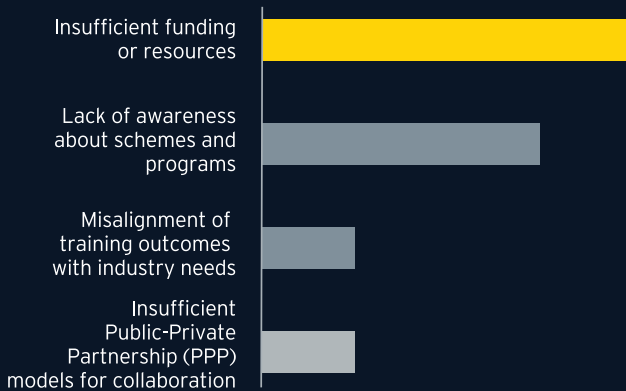 Insufficient funding
or resources
Lack of awareness
about schemes and
programs
Misalignment of
training outcomes
with industry needs
Insufficient
Public-Private
Partnership (PPP)
models for collaboration